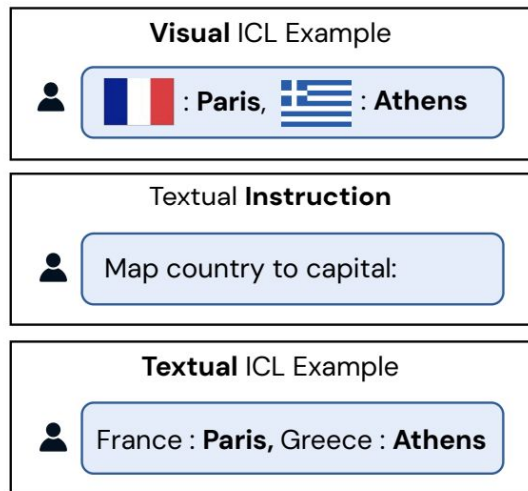 Visual ICL Example
: Paris, : Athens
Textual Instruction
Map country to capital:
Textual ICL Example
France : Paris, Greece : Athens